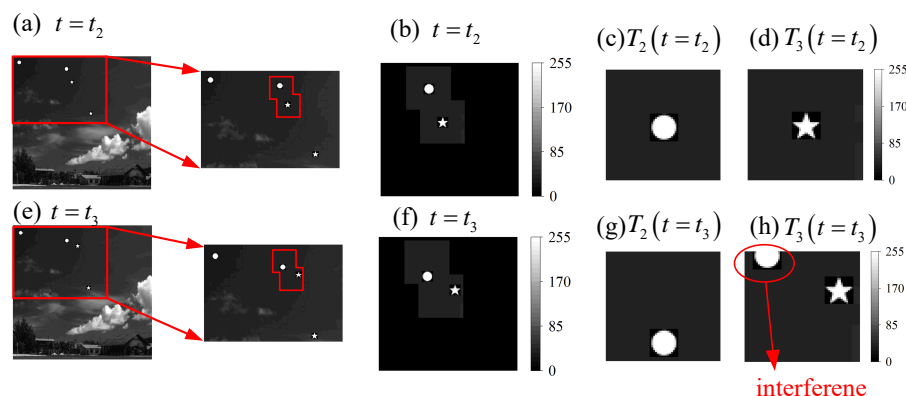 (a) t = t₂
(b) t = t₂
(c) T₂(t = t₂)
(d) T₃(t = t₂)
255
170
85
0
255
170
85
0
(e) t = t₃
(f) t = t₃
(g) T₂(t = t₃)
(h) T₃(t = t₃)
255
170
85
0
255
170
85
0
interferene